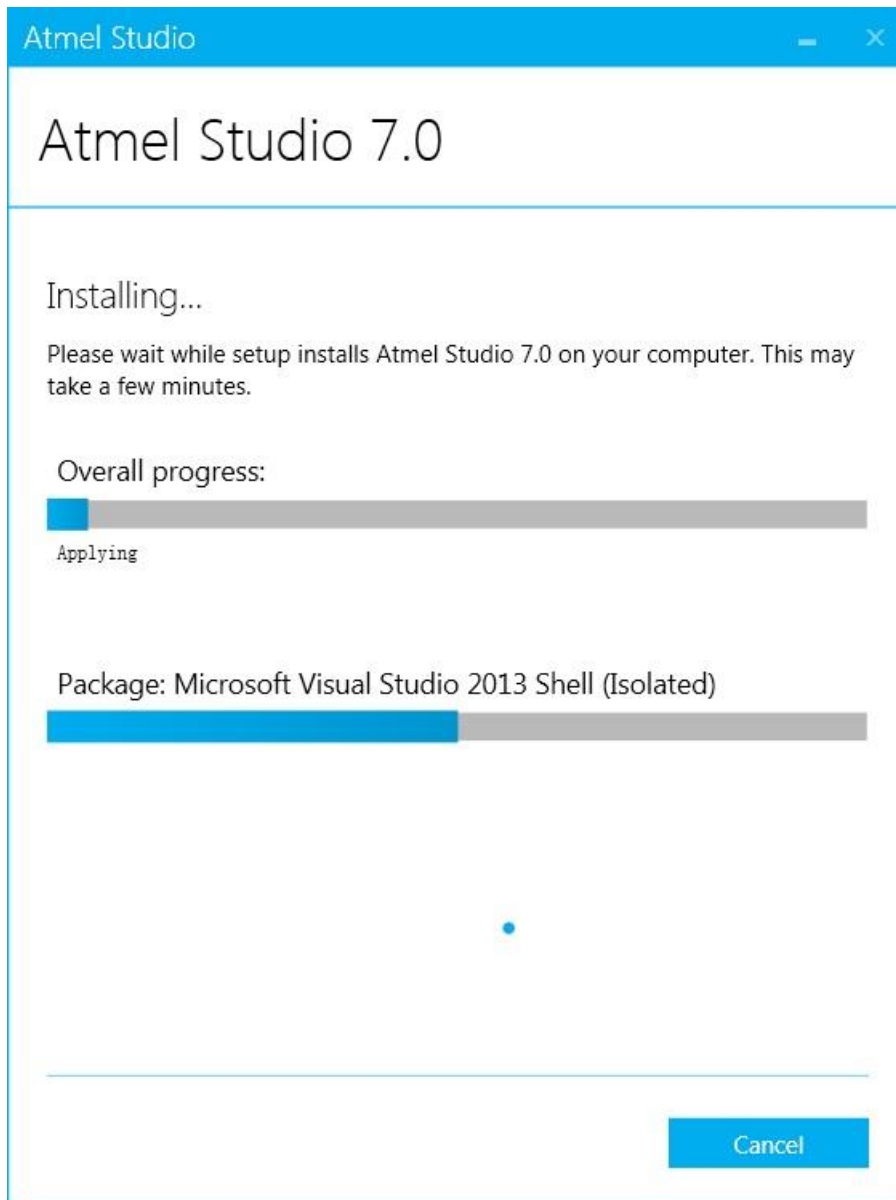 Atmel Studio
Atmel Studio 7.0
Installing...
Please wait while setup installs Atmel Studio 7.0 on your computer. This may
take a few minutes.
Overall progress:
Applying
Package: Microsoft Visual Studio 2013 Shell (Isolated)
Cancel